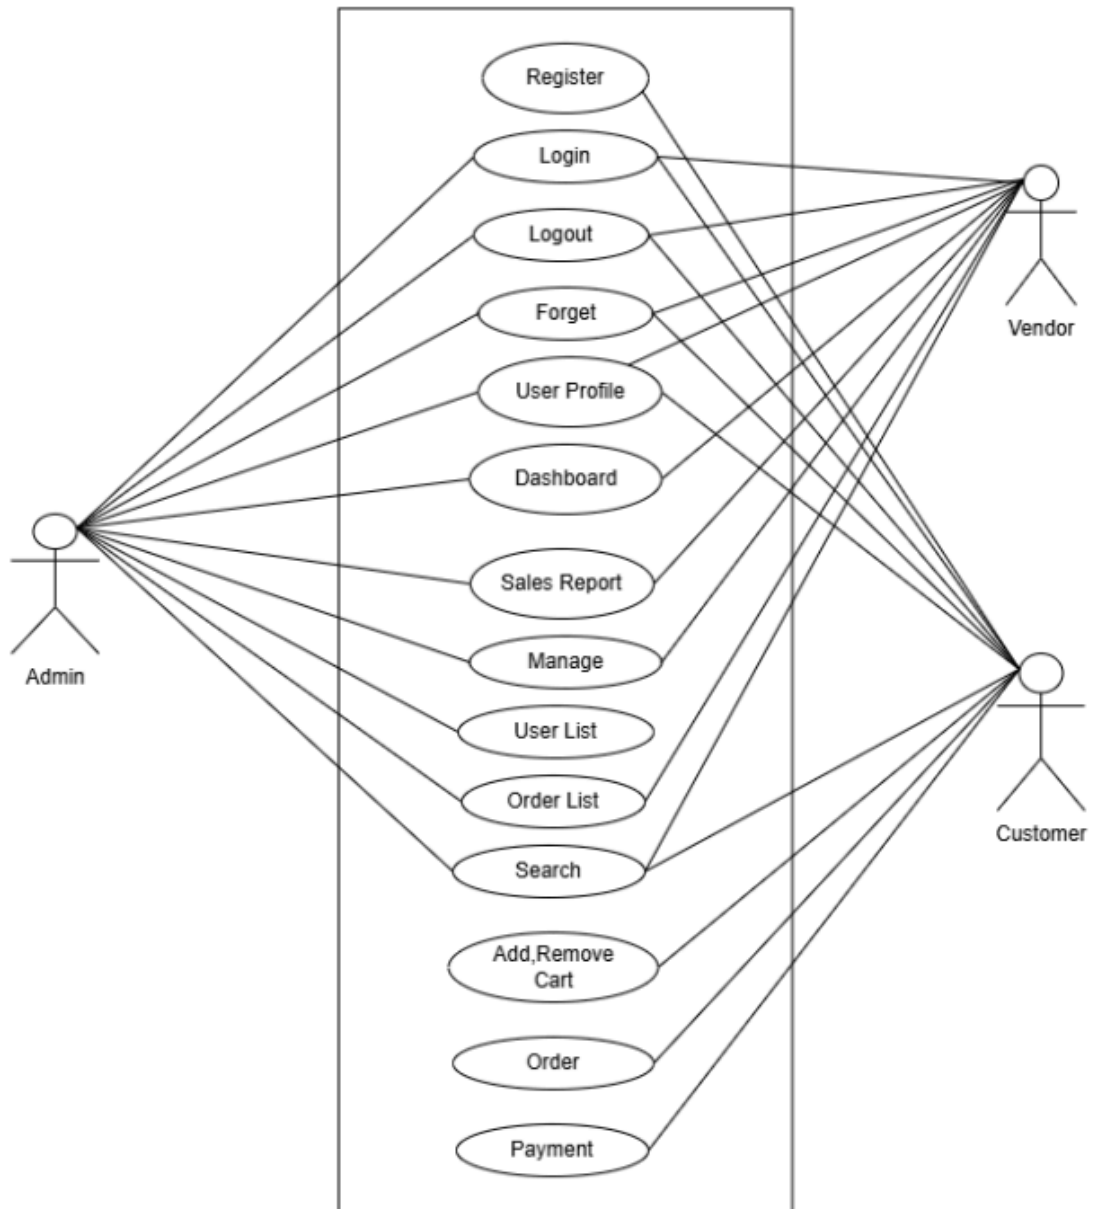 Register
Login
Logout
Forget
User Profile
Dashboard
Sales Report
Manage
User List
Order List
Search
Add,Remove
Cart
Order
Payment
Admin
Vendor
Customer